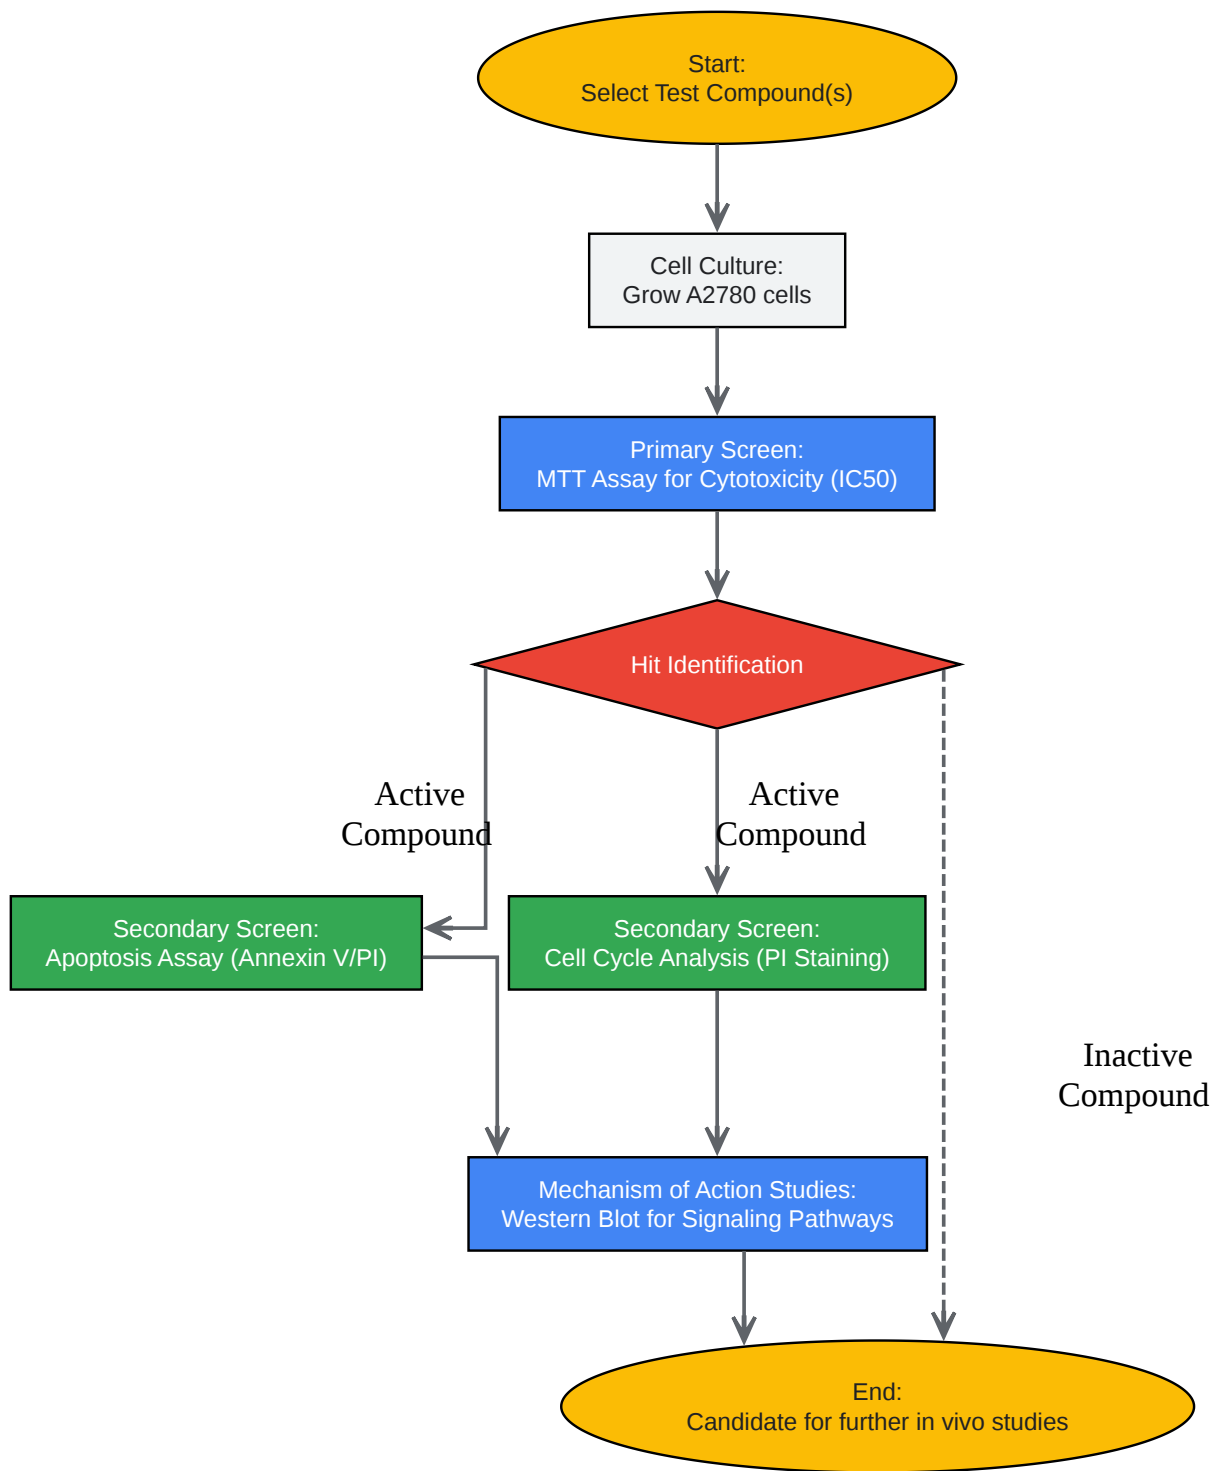 Start:
Select Test Compound(s)
Cell Culture:
Grow A2780 cells
Primary Screen:
MTT Assay for Cytotoxicity (IC50)
Hit Identification
Active
Compound
Active
Compound
Secondary Screen:
Apoptosis Assay (Annexin V/PI)
Secondary Screen:
Cell Cycle Analysis (PI Staining)
Inactive
Compound
Mechanism of Action Studies:
Western Blot for Signaling Pathways
End:
Candidate for further in vivo studies